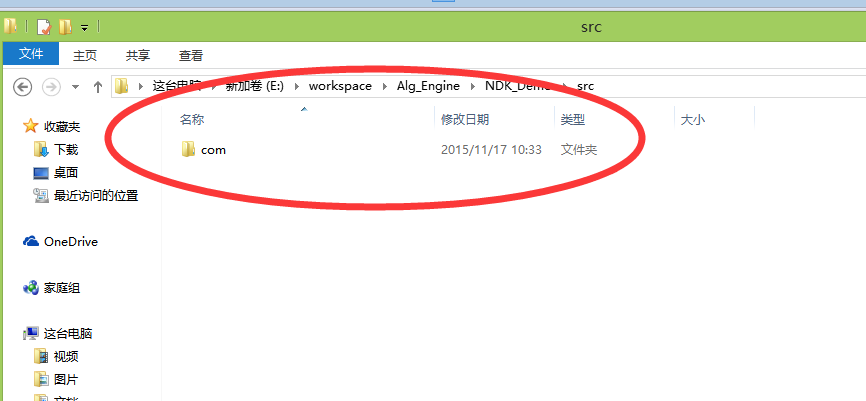 src
文件 主页 共享 查看
这台电脑 新加卷 (E:) workspace Alg_Engine NDK_Demo src
名称 修改日期 类型 大小
com 2015/11/17 10:33 文件夹
收藏夹
下载
桌面
最近访问的位置
OneDrive
家庭组
这台电脑
视频
图片
文档